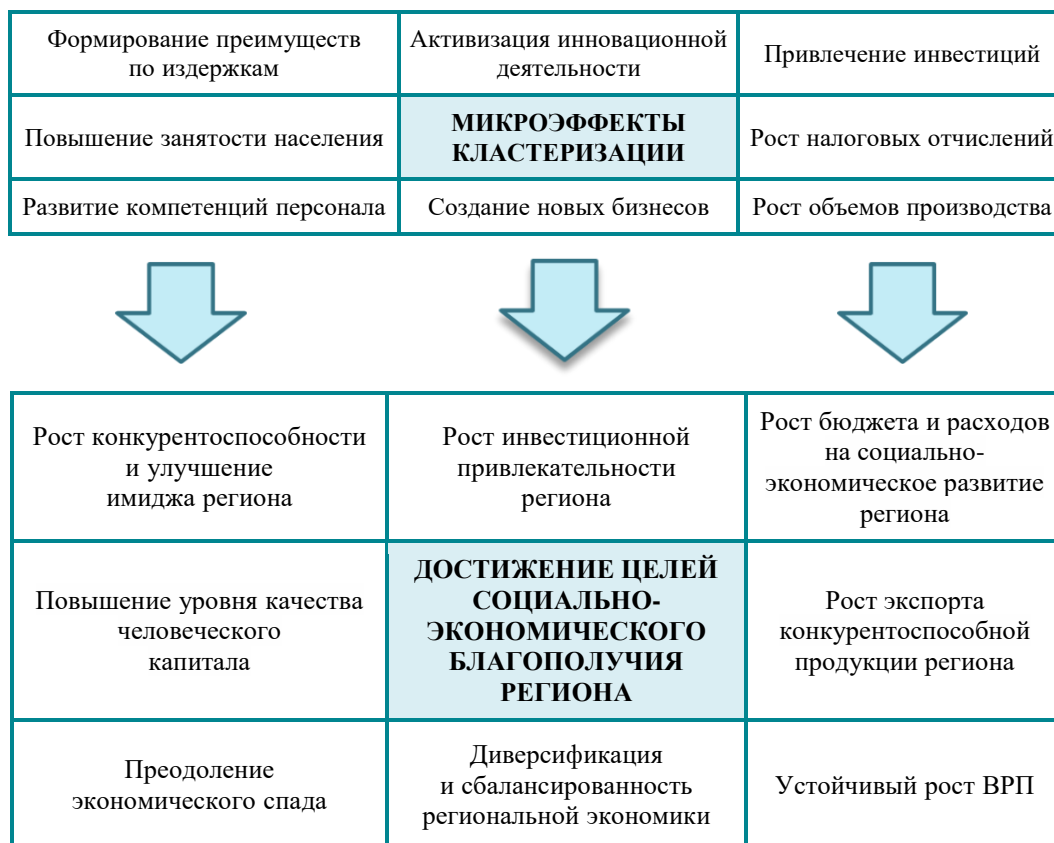 Формирование преимуществ
по издержкам
Активизация инновационной
деятельности
Привлечение инвестиций
Повышение занятости населения
МИКРОЭФФЕКТЫ
КЛАСТЕРИЗАЦИИ
Рост налоговых отчислений
Развитие компетенций персонала
Создание новых бизнесов
Рост объемов производства
Рост конкурентоспособности
и улучшение
имиджа региона
Рост инвестиционной
привлекательности
региона
Рост бюджета и расходов
на социально-
экономическое развитие
региона
Повышение уровня качества
человеческого
капитала
ДОСТИЖЕНИЕ ЦЕЛЕЙ
СОЦИАЛЬНО-
ЭКОНОМИЧЕСКОГО
БЛАГОПОЛУЧИЯ
РЕГИОНА
Рост экспорта
конкурентоспособной
продукции региона
Преодоление
экономического спада
Диверсификация
и сбалансированность
региональной экономики
Устойчивый рост ВРП